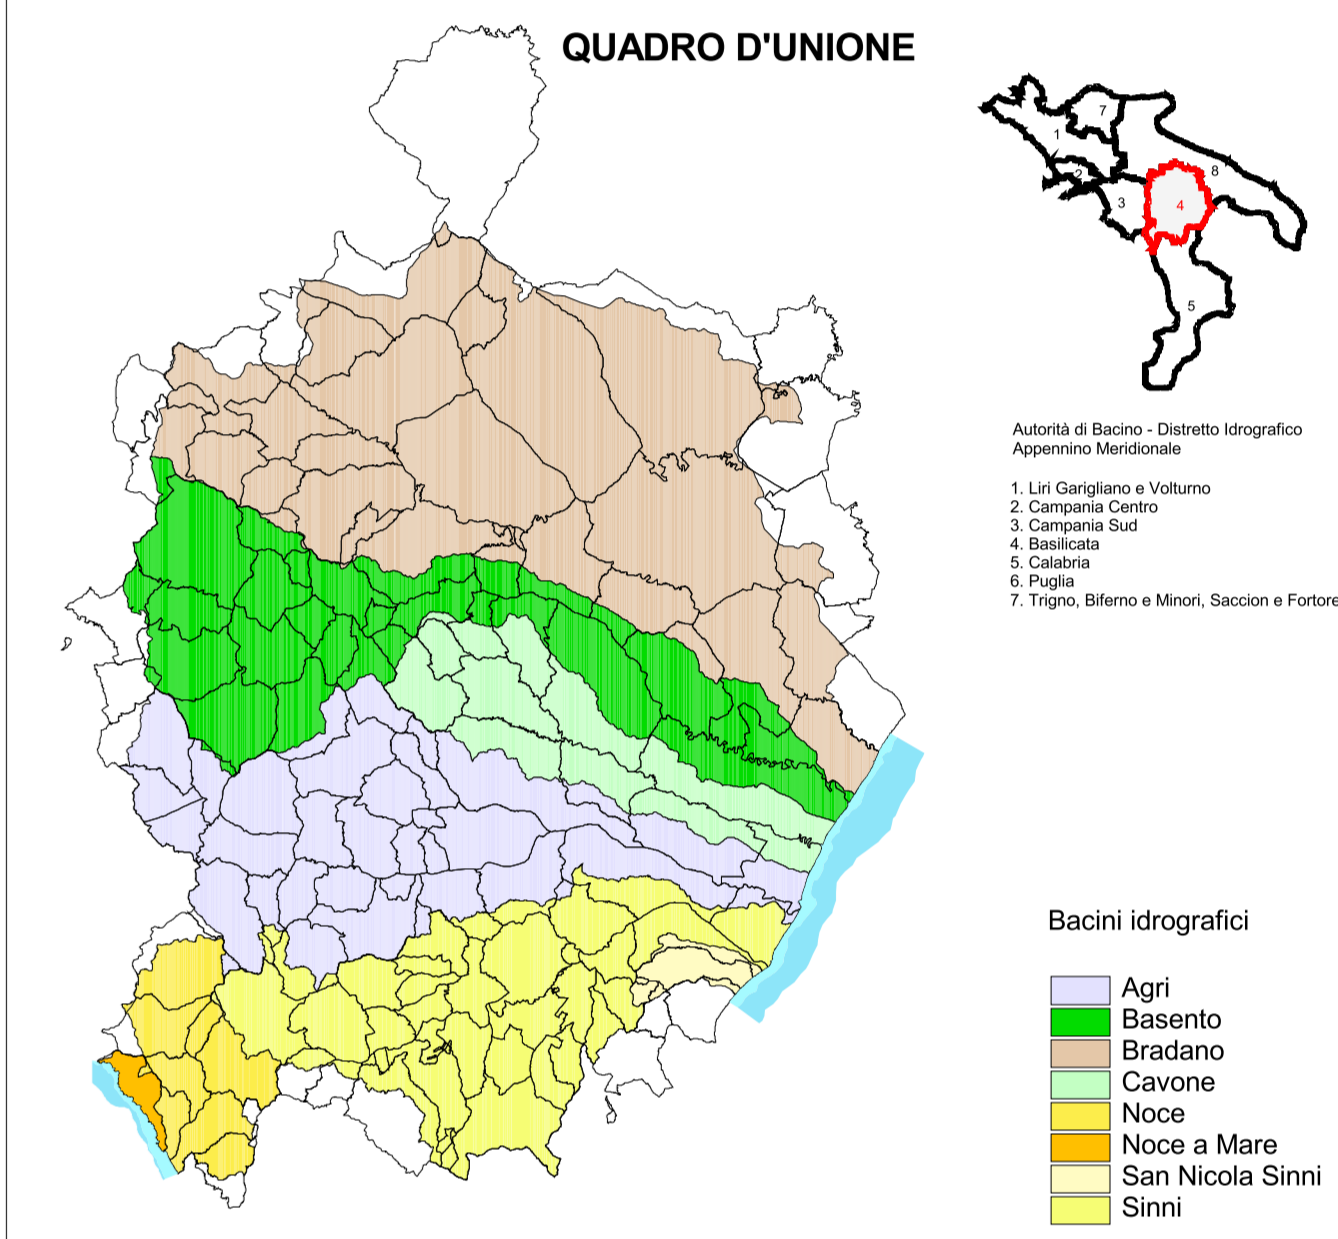 QUADRO D'UNIONE
7
1
2
8
3
4
5
Autorità di Bacino - Distretto Idrografico
Appennino Meridionale
1. Liri Garigliano e Volturno
2. Campania Centro
3. Campania Sud
4. Basilicata
5. Calabria
6. Puglia
7. Trigno, Biferno e Minori, Saccion e Fortore
Bacini idrografici
Agri
Basento
Bradano
Cavone
Noce
Noce a Mare
San Nicola Sinni
Sinni